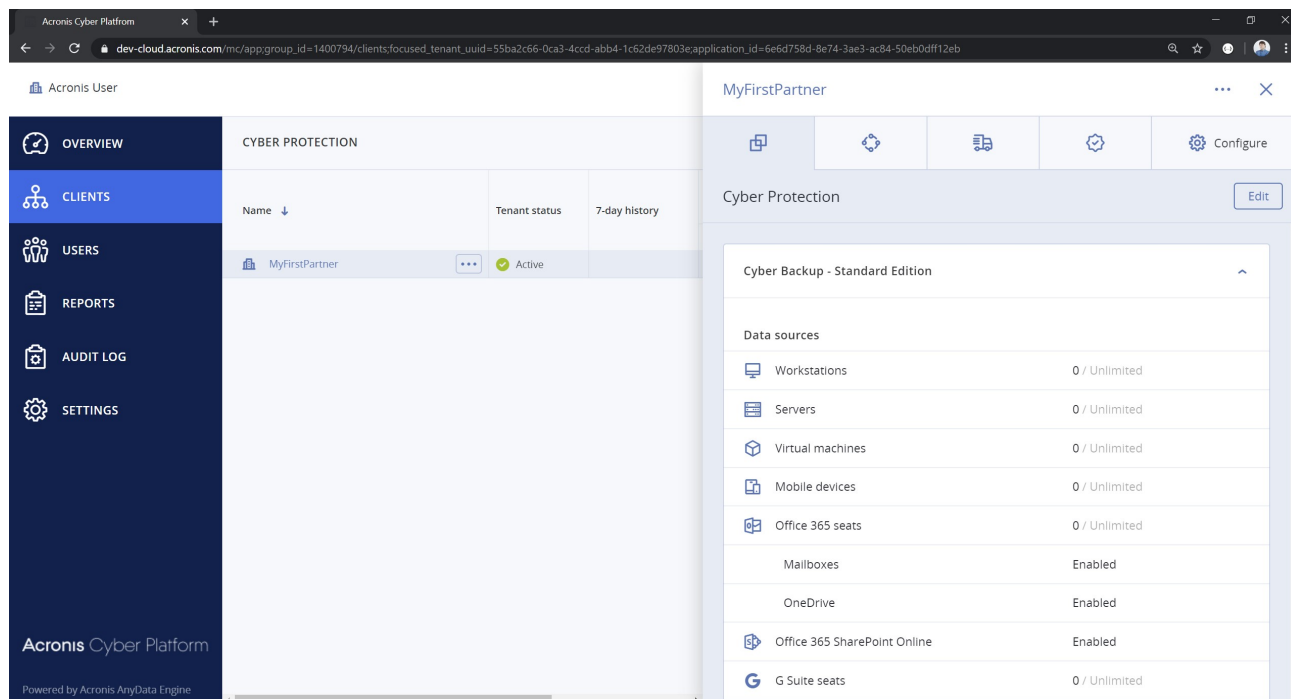 Acronis Cyber Platfrom
dev-cloud.acronis.com/mc/app;group_id=1400794/clients;focused_tenant_uuid=55ba2c66-0ca3-4ccd-abb4-1c62de97803e;application_id=6e6d758d-8e74-3ae3-ac84-50eb0dff12eb
Acronis User
OVERVIEW
CLIENTS
USERS
REPORTS
AUDIT LOG
SETTINGS
Acronis Cyber Platform
Powered by Acronis AnyData Engine
CYBER PROTECTION
Name Tenant status 7-day history
MyFirstPartner Active
MyFirstPartner
Configure
Cyber Protection Edit
Cyber Backup - Standard Edition
Data sources
Workstations 0 / Unlimited
Servers 0 / Unlimited
Virtual machines 0 / Unlimited
Mobile devices 0 / Unlimited
Office 365 seats 0 / Unlimited
Mailboxes Enabled
OneDrive Enabled
Office 365 SharePoint Online Enabled
G Suite seats 0 / Unlimited